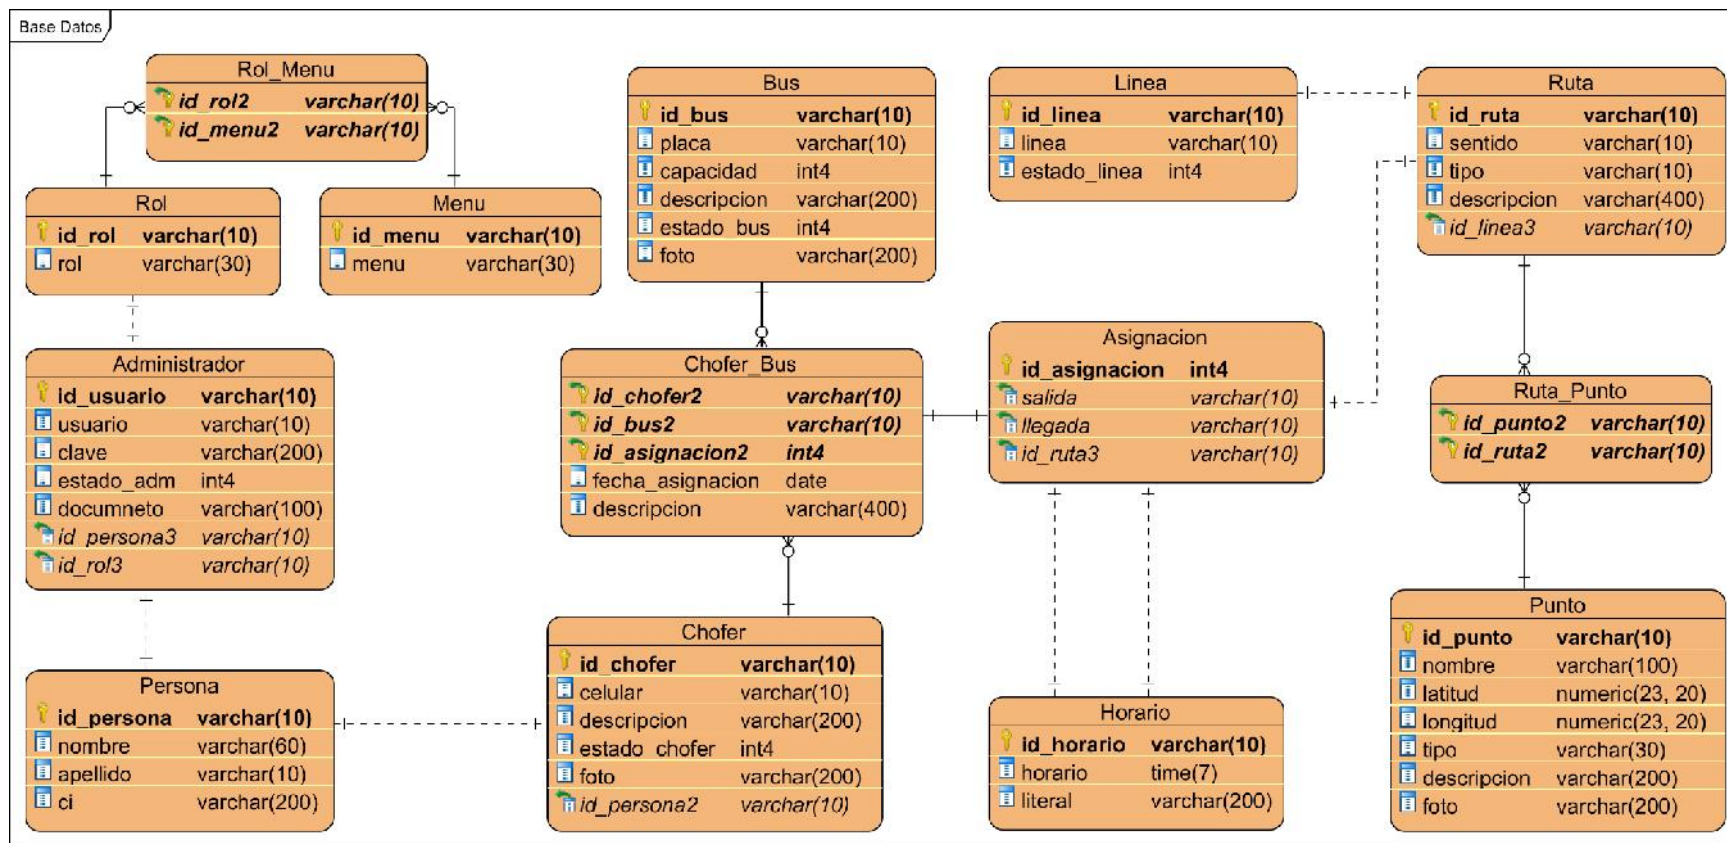 Base Datos
Rol_Menu
id_rol2 varchar(10)
id_menu2 varchar(10)
Rol
id_rol varchar(10)
rol varchar(30)
Menu
id_menu varchar(10)
menu varchar(30)
Administrador
id_usuario varchar(10)
usuario varchar(10)
clave varchar(200)
estado_adm int4
documneto varchar(100)
id_persona3 varchar(10)
id_rol3 varchar(10)
Persona
id_persona varchar(10)
nombre varchar(60)
apellido varchar(10)
ci varchar(200)
Bus
id_bus varchar(10)
placa varchar(10)
capacidad int4
descripcion varchar(200)
estado_bus int4
foto varchar(200)
Chofer_Bus
id_chofer2 varchar(10)
id_bus2 varchar(10)
id_asignacion2 int4
fecha_asignacion date
descripcion varchar(400)
Chofer
id_chofer varchar(10)
celular varchar(10)
descripcion varchar(200)
estado_chofer int4
foto varchar(200)
id_persona2 varchar(10)
Linea
id_linea varchar(10)
linea varchar(10)
estado_linea int4
Asignacion
id_asignacion int4
salida varchar(10)
llegada varchar(10)
id_ruta3 varchar(10)
Horario
id_horario varchar(10)
horario time(7)
literal varchar(200)
Ruta
id_ruta varchar(10)
sentido varchar(10)
tipo varchar(10)
descripcion varchar(400)
id_linea3 varchar(10)
Ruta_Punto
id_punto2 varchar(10)
id_ruta2 varchar(10)
Punto
id_punto varchar(10)
nombre varchar(100)
latitud numeric(23, 20)
longitud numeric(23, 20)
tipo varchar(30)
descripcion varchar(200)
foto varchar(200)